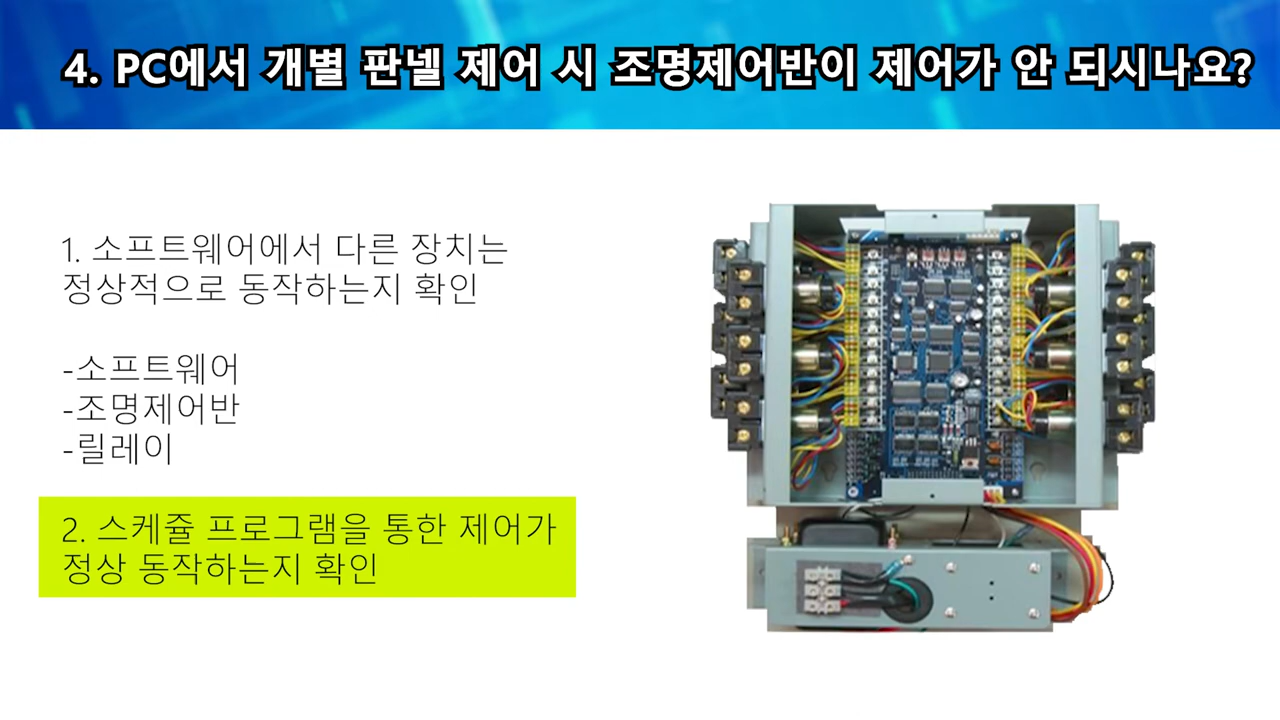 4. PC에서 개별 판넬 제어 시 조명제어반이 제어가 안 되시나요?
1. 소프트웨어에서 다른 장치는
정상적으로 동작하는지 확인
-소프트웨어
-조명제어반
-릴레이
2. 스케쥴 프로그램을 통한 제어가
정상 동작하는지 확인